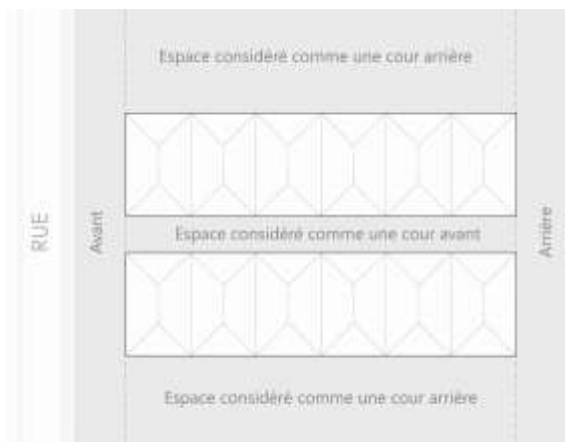 Espace considéré comme une cour arrière
RUE
Avant
Espace considéré comme une cour avant
Arrière
Espace considéré comme une cour arrière